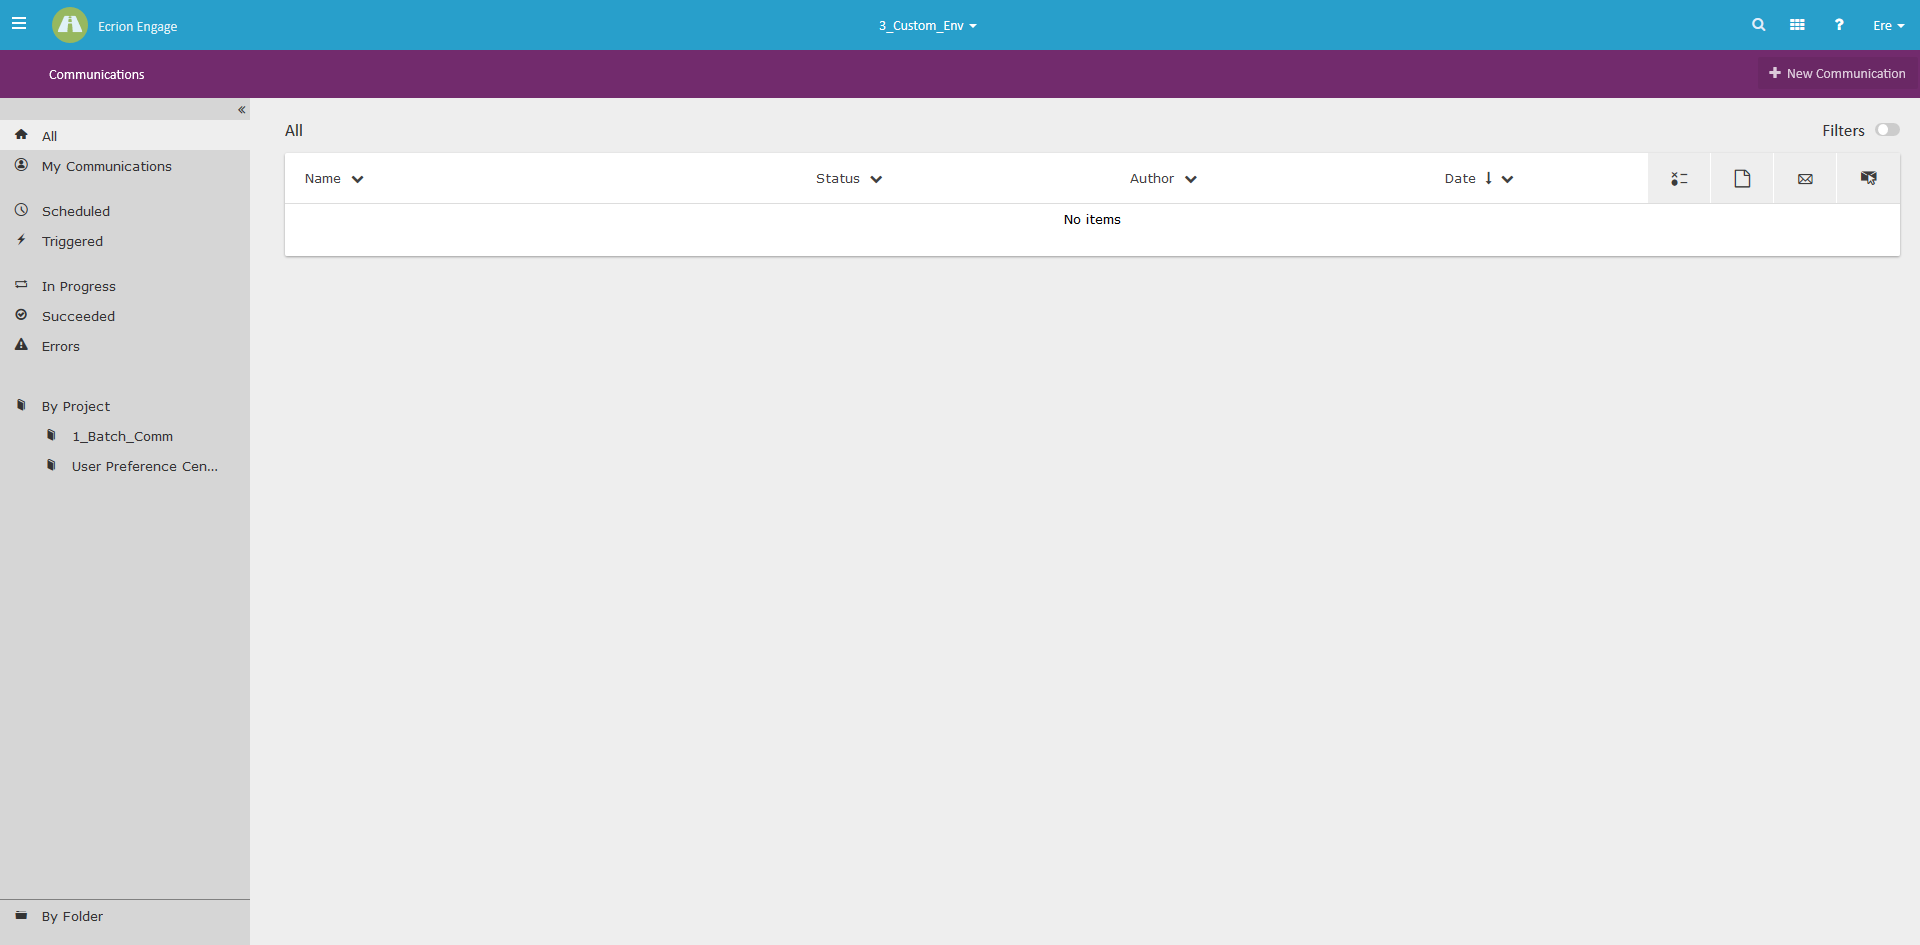 Ecrion Engage
3_Custom_Env
?
Ere
Communications
+ New Communication
«
All
My Communications
Scheduled
Triggered
In Progress
Succeeded
Errors
By Project
1_Batch_Comm
User Preference Cen...
By Folder
All
Filters
Name
Status
Author
Date
No items